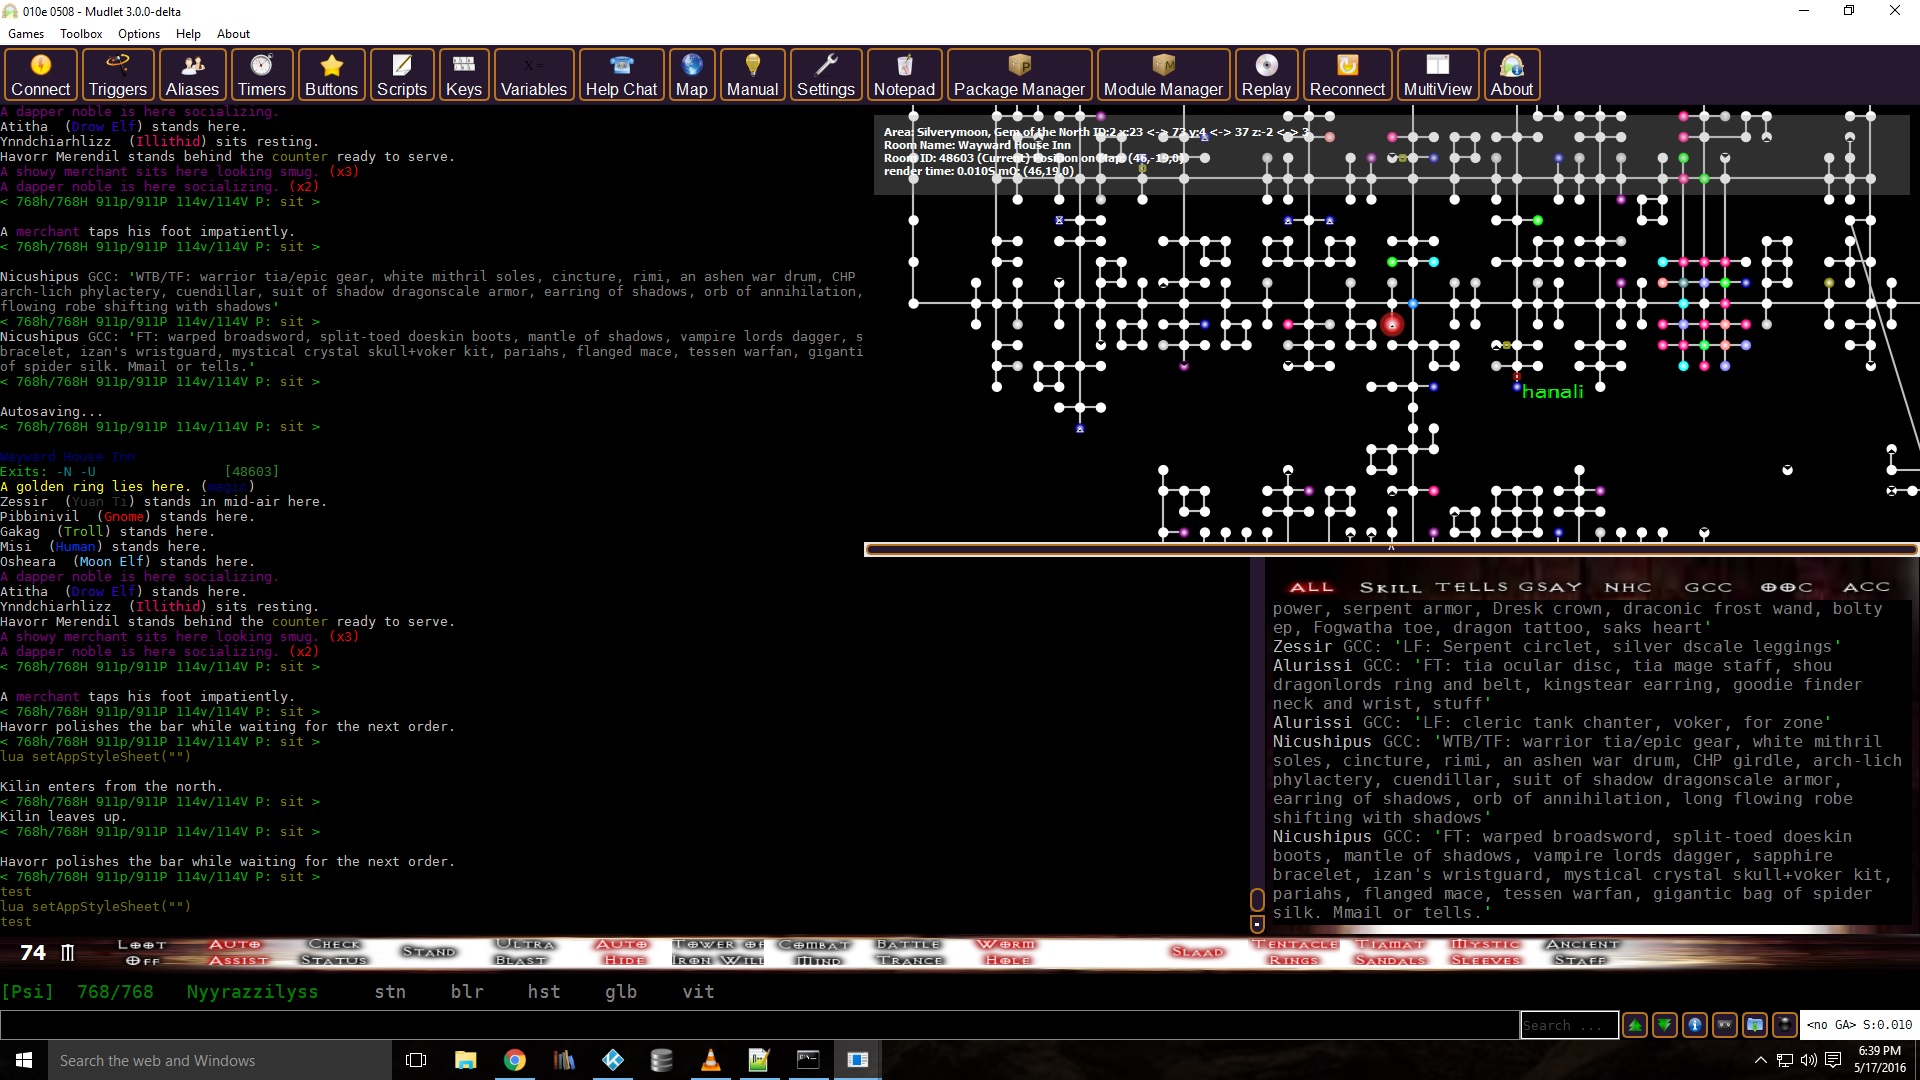 010e 0508 - Mudlet 3.0.0-delta
Games Toolbox Options Help About
Connect Triggers Aliases Timers Buttons Scripts Keys Variables Help Chat Map Manual Settings Notepad Package Manager Module Manager Replay Reconnect MultiView About
A dapper noble is here socializing.
Atitha (Drow Elf) stands here.
Ynndchiarhlizz (Illithid) sits resting.
Havorr Merendil stands behind the counter ready to serve.
A showy merchant sits here looking smug. (x3)
A dapper noble is here socializing. (x2)
< 768h/768H 911p/911P 114v/114V P: sit >
A merchant taps his foot impatiently.
< 768h/768H 911p/911P 114v/114V P: sit >
Nicushipus GCC: 'WTB/TF: warrior tia/epic gear, white mithril soles, cincture, rimi, an ashen war drum, CHP
arch-lich phylactery, cuendillar, suit of shadow dragonscale armor, earring of shadows, orb of annihilation,
flowing robe shifting with shadows'
< 768h/768H 911p/911P 114v/114V P: sit >
Nicushipus GCC: 'FT: warped broadsword, split-toed doeskin boots, mantle of shadows, vampire lords dagger, s
bracelet, izan's wristguard, mystical crystal skull+voker kit, pariahs, flanged mace, tessen warfan, giganti
of spider silk. Mmail or tells.'
< 768h/768H 911p/911P 114v/114V P: sit >
Autosaving...
< 768h/768H 911p/911P 114v/114V P: sit >
Wayward House Inn
Exits: -N -U [48603]
A golden ring lies here. (magic)
Zessir (Yuan Ti) stands in mid-air here.
Pibbinivil (Gnome) stands here.
Gakag (Troll) stands here.
Misi (Human) stands here.
Osheara (Moon Elf) stands here.
A dapper noble is here socializing.
Atitha (Drow Elf) stands here.
Ynndchiarhlizz (Illithid) sits resting.
Havorr Merendil stands behind the counter ready to serve.
A showy merchant sits here looking smug. (x3)
A dapper noble is here socializing. (x2)
< 768h/768H 911p/911P 114v/114V P: sit >
A merchant taps his foot impatiently.
< 768h/768H 911p/911P 114v/114V P: sit >
Havorr polishes the bar while waiting for the next order.
< 768h/768H 911p/911P 114v/114V P: sit >
lua setAppStyleSheet("")
Kilin enters from the north.
< 768h/768H 911p/911P 114v/114V P: sit >
Kilin leaves up.
< 768h/768H 911p/911P 114v/114V P: sit >
Havorr polishes the bar while waiting for the next order.
< 768h/768H 911p/911P 114v/114V P: sit >
test
lua setAppStyleSheet("")
test
Area: Silverymoon, Gem of the North ID:2 x:23 <-> 73 y:4 <-> 37 z:-2 <-> 3
Room Name: Wayward House Inn
Room ID: 48603 (Current) Position on Map: (46,-19,0)
render time: 0.0105 mO: (46,19,0)
hanali
ALL SKILL TELLS GSAY NHC GCC OOC ACC
power, serpent armor, Dresk crown, draconic frost wand, bolty
ep, Fogwatha toe, dragon tattoo, saks heart'
Zessir GCC: 'LF: Serpent circlet, silver dscale leggings'
Alurissi GCC: 'FT: tia ocular disc, tia mage staff, shou
dragonlords ring and belt, kingstear earring, goodie finder
neck and wrist, stuff'
Alurissi GCC: 'LF: cleric tank chanter, voker, for zone'
Nicushipus GCC: 'WTB/TF: warrior tia/epic gear, white mithril
soles, cincture, rimi, an ashen war drum, CHP girdle, arch-lich
phylactery, cuendillar, suit of shadow dragonscale armor,
earring of shadows, orb of annihilation, long flowing robe
shifting with shadows'
Nicushipus GCC: 'FT: warped broadsword, split-toed doeskin
boots, mantle of shadows, vampire lords dagger, sapphire
bracelet, izan's wristguard, mystical crystal skull+voker kit,
pariahs, flanged mace, tessen warfan, gigantic bag of spider
silk. Mmail or tells.'
74 LOOT OFF AUTO ASSIST CHECK STATUS STAND ULTRA BLAST AUTO HIDE TOWER OF IRON WILL COMBAT MIND BATTLE TRANCE WORM HOLE SLAAD TENTACLE RINGS TIAMAT SANDALS MYSTIC SLEEVES ANCIENT STAFF
[Psi] 768/768 Nyyrazzilyss stn blr hst glb vit
Search ... <no GA> S:0.010
Search the web and Windows
6:39 PM
5/17/2016